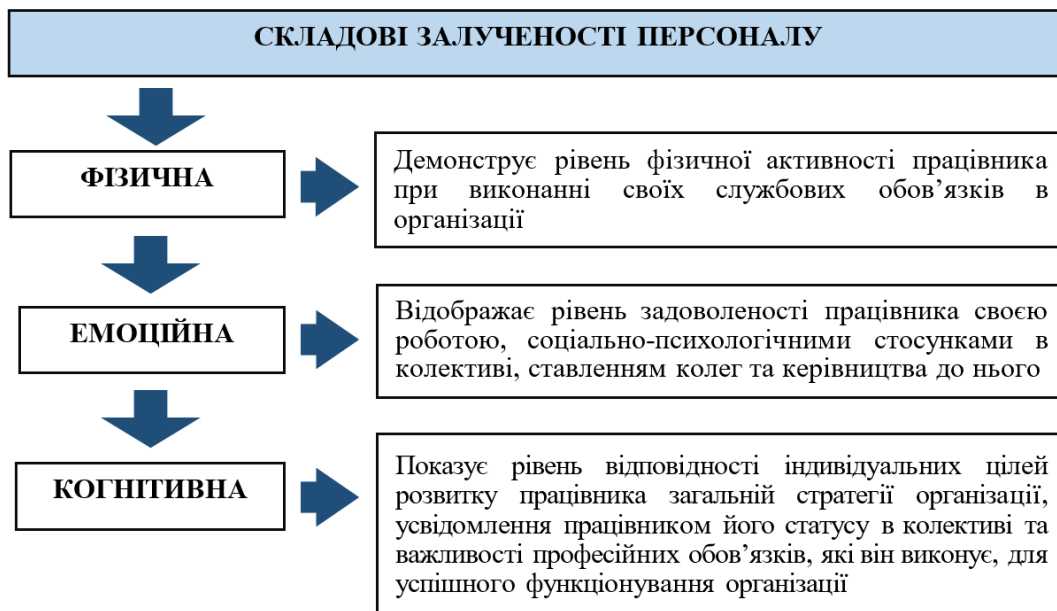 СКЛАДОВІ ЗАЛУЧЕНОСТІ ПЕРСОНАЛУ
ФІЗИЧНА
Демонструє рівень фізичної активності працівника
при виконанні своїх службових обов’язків в
організації
ЕМОЦІЙНА
Відображає рівень задоволеності працівника своєю
роботою, соціально-психологічними стосунками в
колективі, ставленням колег та керівництва до нього
КОГНІТИВНА
Показує рівень відповідності індивідуальних цілей
розвитку працівника загальній стратегії організації,
усвідомлення працівником його статусу в колективі та
важливості професійних обов’язків, які він виконує, для
успішного функціонування організації